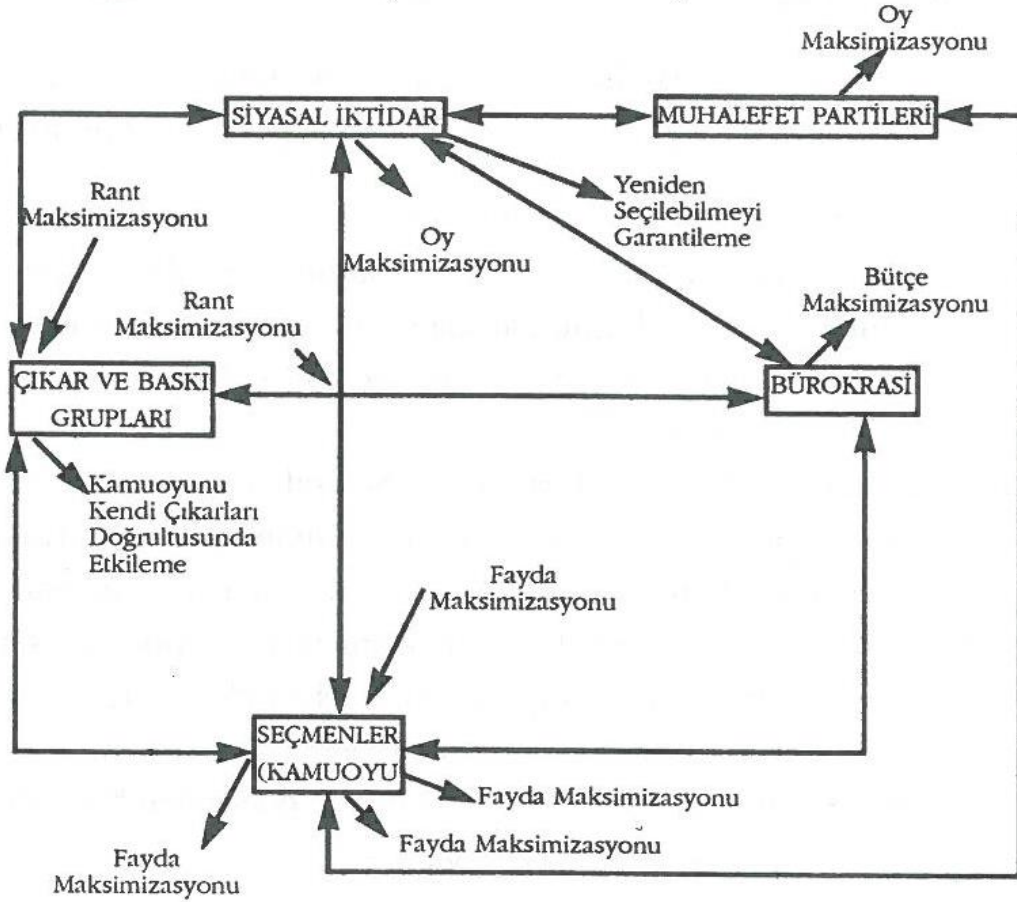 Oy
Maksimizasyonu
SİYASAL İKTİDAR
MUHALEFET PARTİLERİ
Rant
Maksimizasyonu
Yeniden
Seçilebilmeyi
Garantileme
Oy
Maksimizasyonu
Rant
Maksimizasyonu
Bütçe
Maksimizasyonu
ÇIKAR VE BASKI
GRUPLARI
BÜROKRASİ
Kamuoyunu
Kendi Çıkarları
Doğrultusunda
Etkileme
Fayda
Maksimizasyonu
SEÇMENLER
(KAMUOYU
Fayda Maksimizasyonu
Fayda Maksimizasyonu
Fayda
Maksimizasyonu